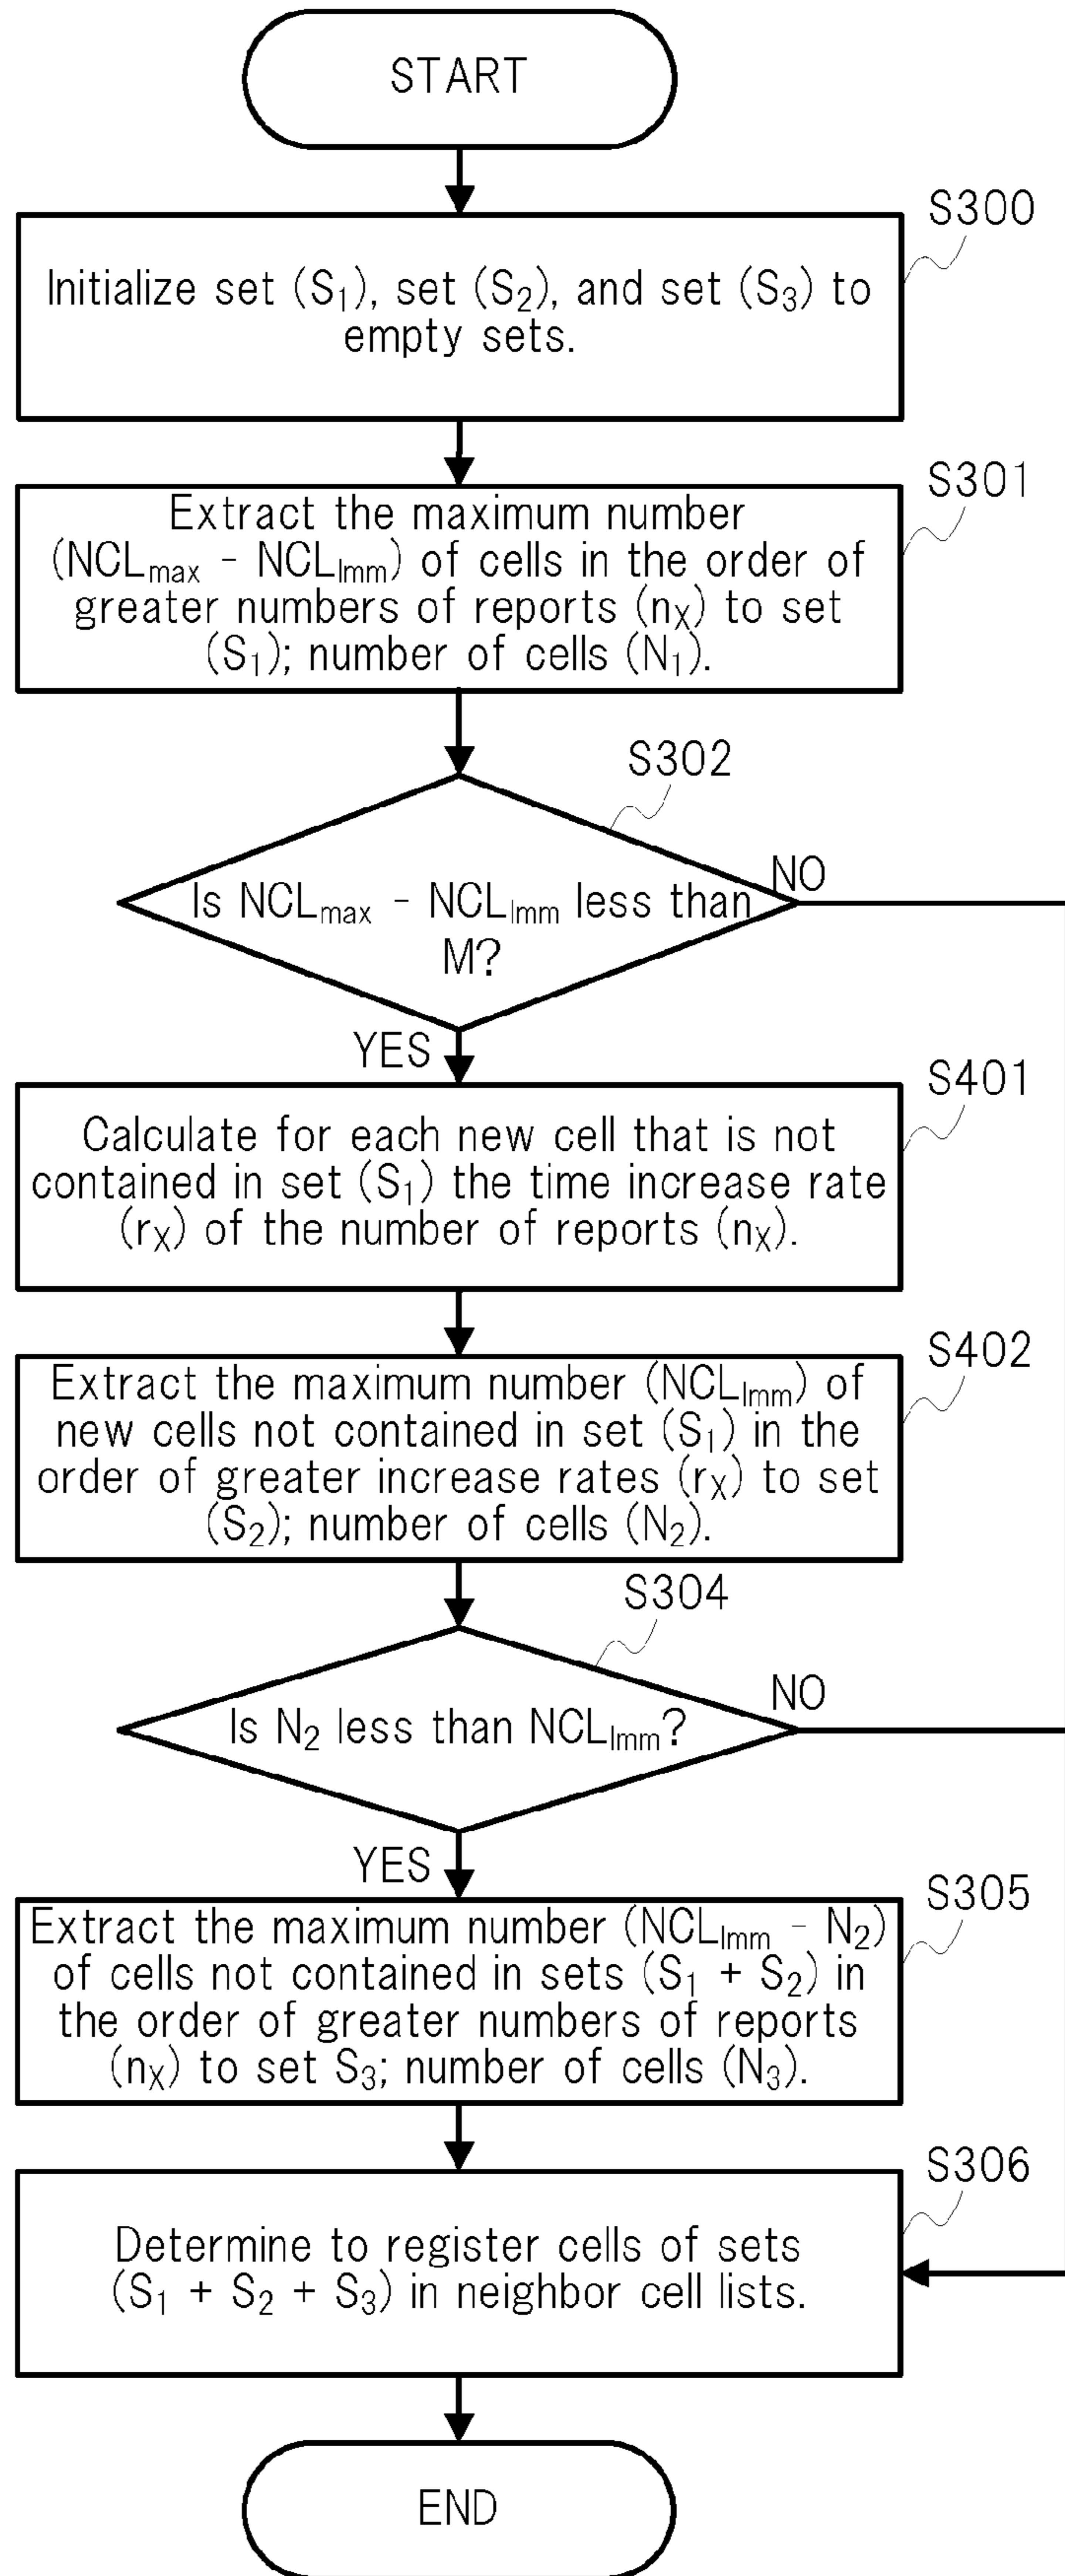 START
S300
Initialize set (S₁), set (S₂), and set (S₃) to
empty sets.
S301
Extract the maximum number
(NCLmax - NCLImm) of cells in the order of
greater numbers of reports (nX) to set
(S₁); number of cells (N₁).
S302
Is NCLmax - NCLImm less than
M?
NO
YES
S401
Calculate for each new cell that is not
contained in set (S₁) the time increase rate
(rX) of the number of reports (nX).
S402
Extract the maximum number (NCLImm) of
new cells not contained in set (S₁) in the
order of greater increase rates (rX) to set
(S₂); number of cells (N₂).
S304
Is N₂ less than NCLImm?
NO
YES
S305
Extract the maximum number (NCLImm - N₂)
of cells not contained in sets (S₁ + S₂) in
the order of greater numbers of reports
(nX) to set S₃; number of cells (N₃).
S306
Determine to register cells of sets
(S₁ + S₂ + S₃) in neighbor cell lists.
END